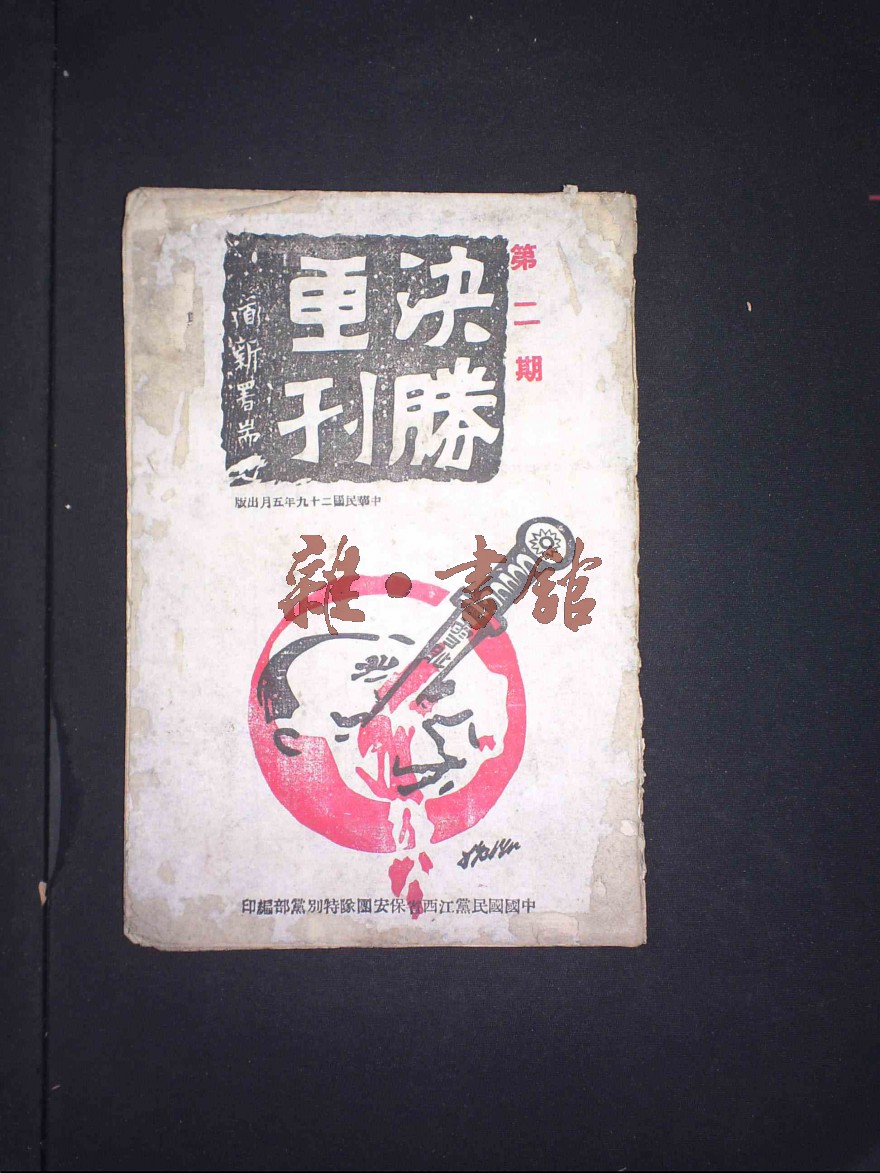 第二期
決勝
重刊
道新署耑
中華民國二十九年五月出版
雜·書館
中國國民黨江西省保安團隊特別黨部編印